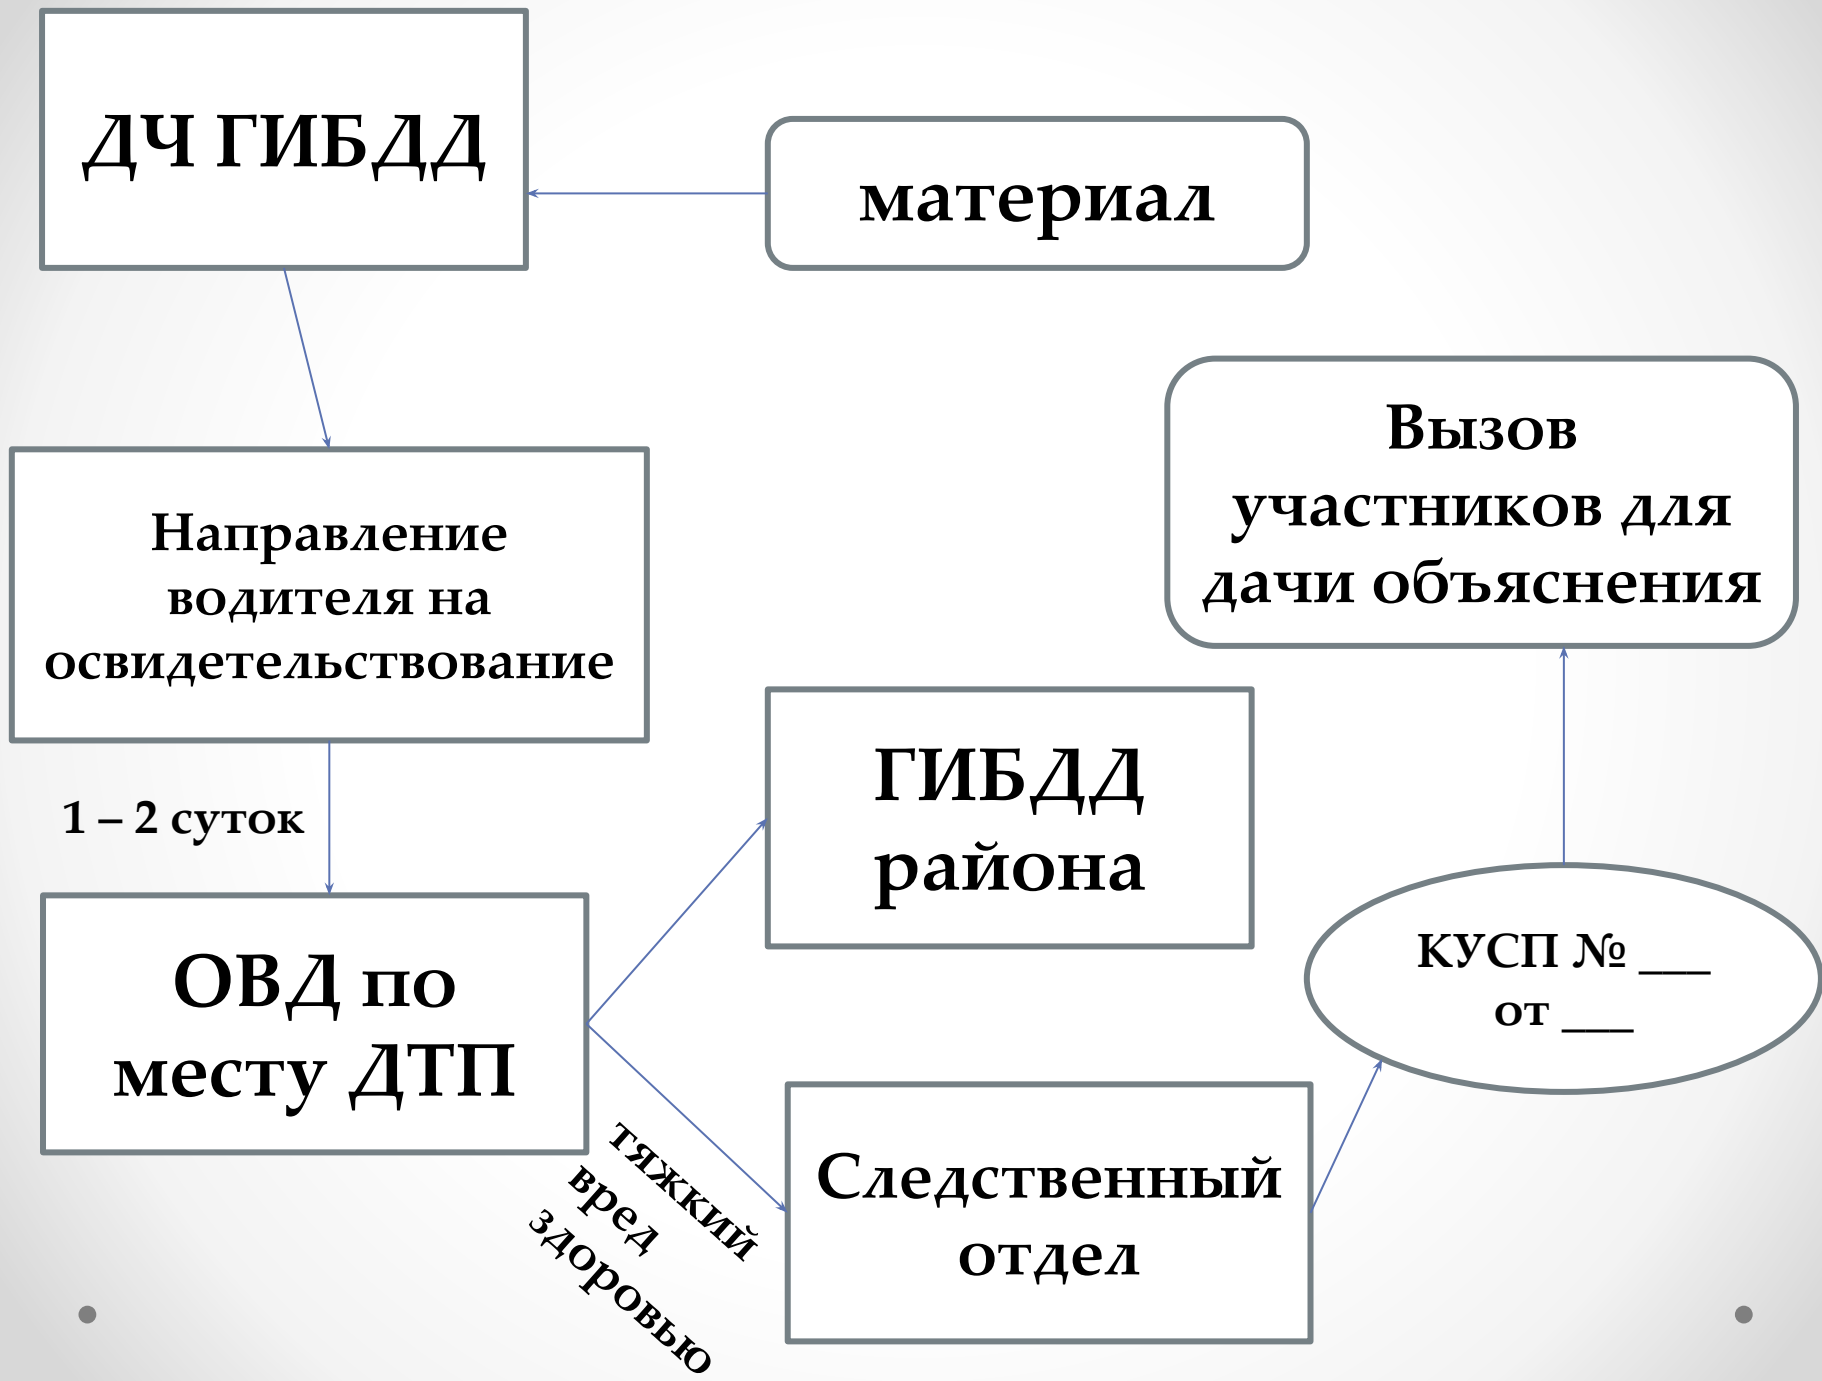 ДЧ ГИБДД
материал
Направление
водителя на
освидетельствование
Вызов
участников для
дачи объяснения
1 – 2 суток
ГИБДД
района
ОВД по
месту ДТП
КУСП № ___
от ___
тяжкий
вред
здоровью
Следственный
отдел